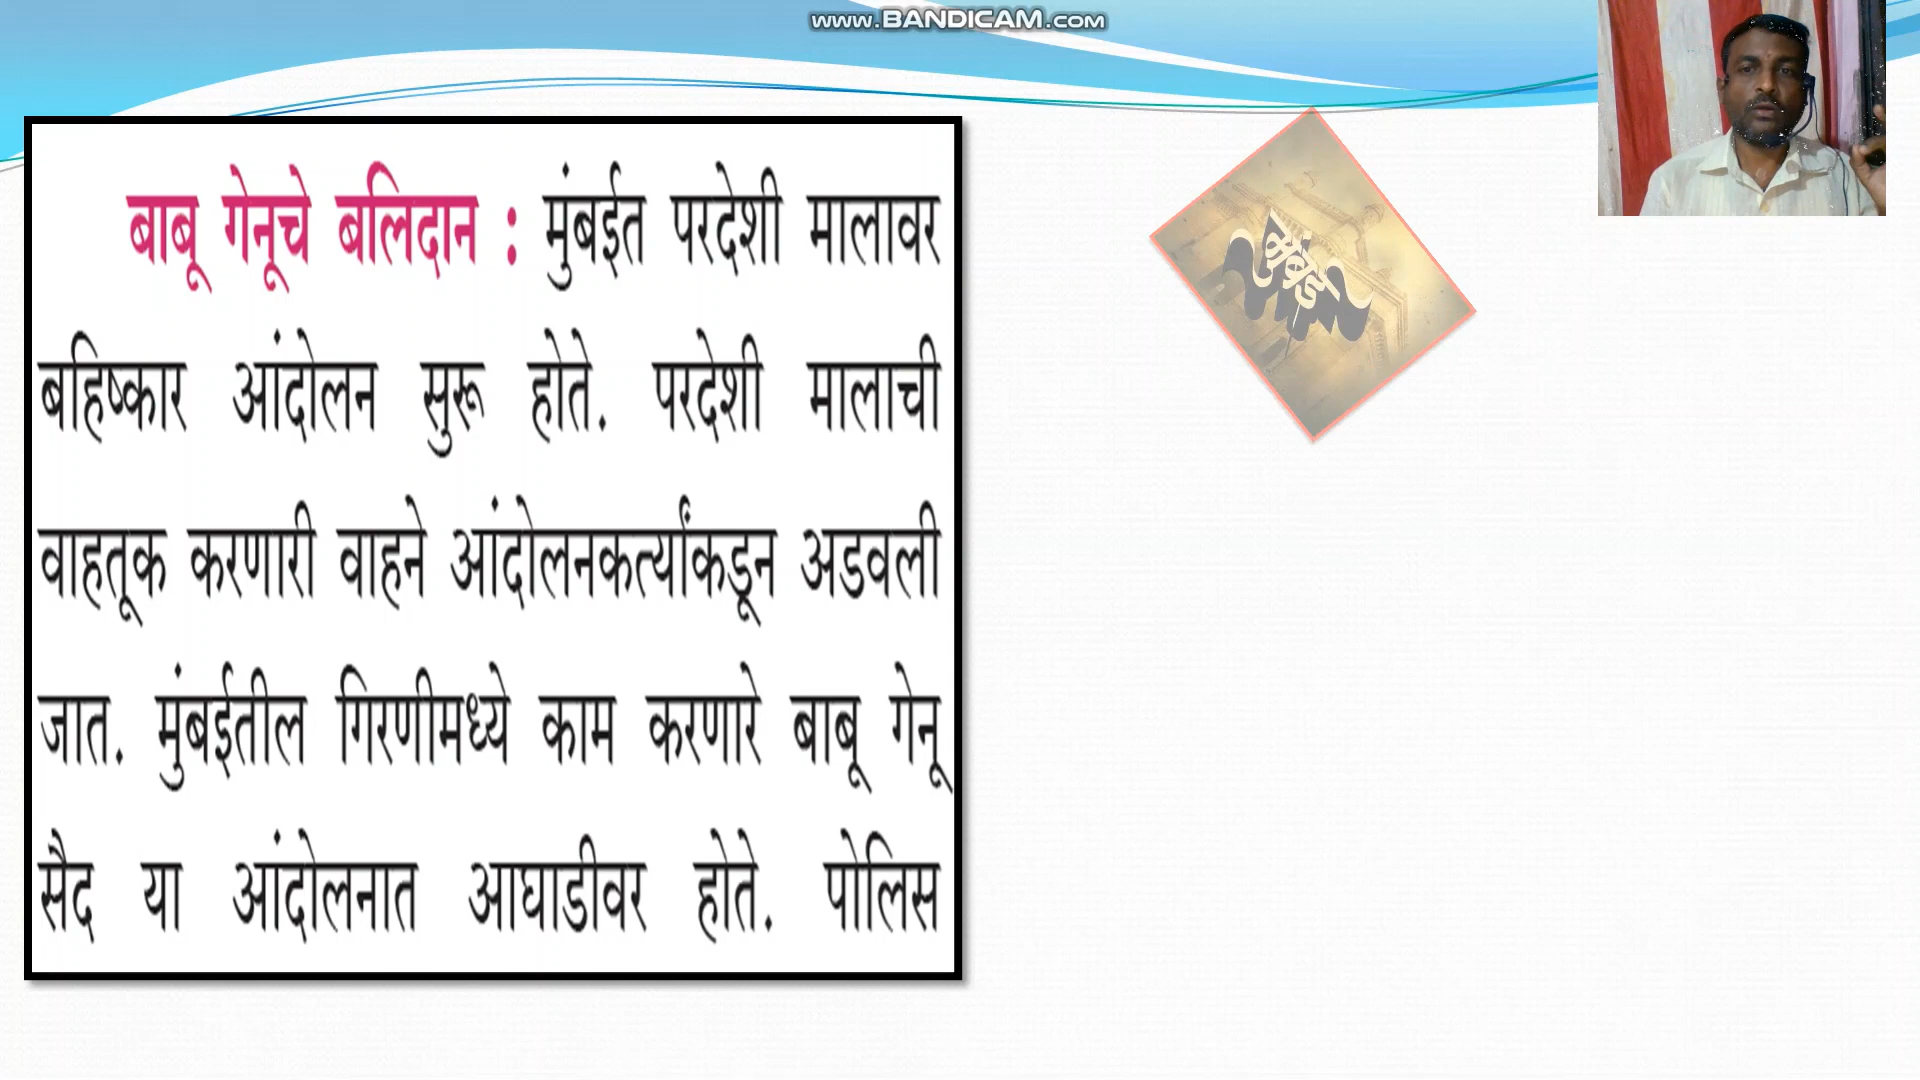 www.BANDICAM.com
बाबू गेनूचे बलिदान : मुंबईत परदेशी मालावर
बहिष्कार आंदोलन सुरू होते. परदेशी मालाची
वाहतूक करणारी वाहने आंदोलनकर्त्यांकडून अडवली
जात. मुंबईतील गिरणीमध्ये काम करणारे बाबू गेनू
सैद या आंदोलनात आघाडीवर होते. पोलिस
मुंबई